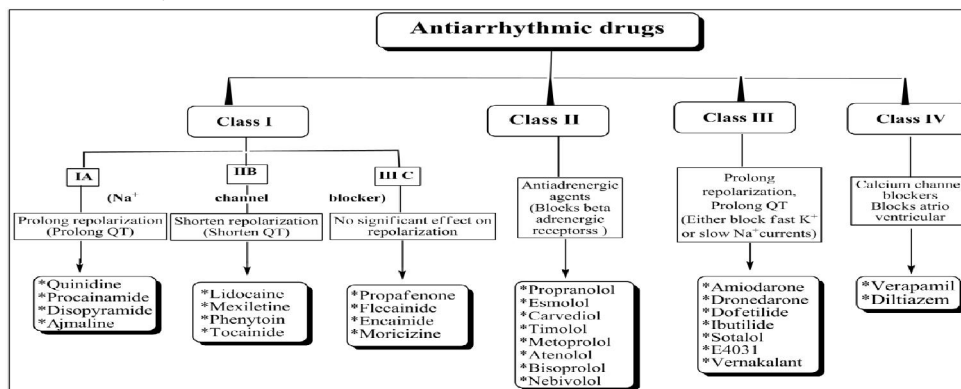 Antiarrhythmic drugs
Class I
Class II
Class III
Class IV
IA
IIB
III C
(Na+
channel
blocker)
Prolong repolarization
(Prolong QT)
Shorten repolarization
(Shorten QT)
No significant effect on
repolarization
Antiadrenergic
agents
(Blocks beta
adrenergic
receptorss )
Prolong
repolarization,
Prolong QT
(Either block fast K+
or slow Na+currents)
Calcium channel
blockers
Blocks atrio
ventricular
*Quinidine
*Procainamide
*Disopyramide
*Ajmaline
*Lidocaine
*Mexiletine
*Phenytoin
*Tocainide
*Propafenone
*Flecainide
*Encainide
*Moricizine
*Propranolol
*Esmolol
*Carvediol
*Timolol
*Metoprolol
*Atenolol
*Bisoprolol
*Nebivolol
*Amiodarone
*Dronedarone
*Dofetilide
*Ibutilide
*Sotalol
*E4031
*Vernakalant
*Verapamil
*Diltiazem